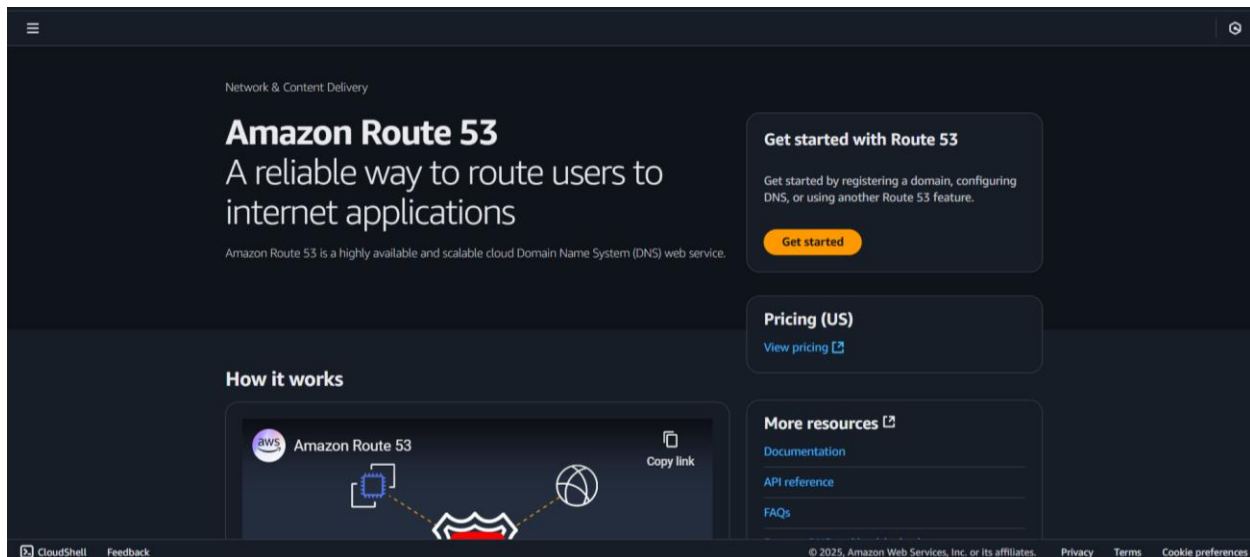 Network & Content Delivery
Amazon Route 53
A reliable way to route users to
internet applications
Amazon Route 53 is a highly available and scalable cloud Domain Name System (DNS) web service.
Get started with Route 53
Get started by registering a domain, configuring
DNS, or using another Route 53 feature.
Get started
Pricing (US)
View pricing
How it works
aws
Amazon Route 53
Copy link
More resources
Documentation
API reference
FAQs
CloudShell
Feedback
© 2025, Amazon Web Services, Inc. or its affiliates.
Privacy
Terms
Cookie preferences